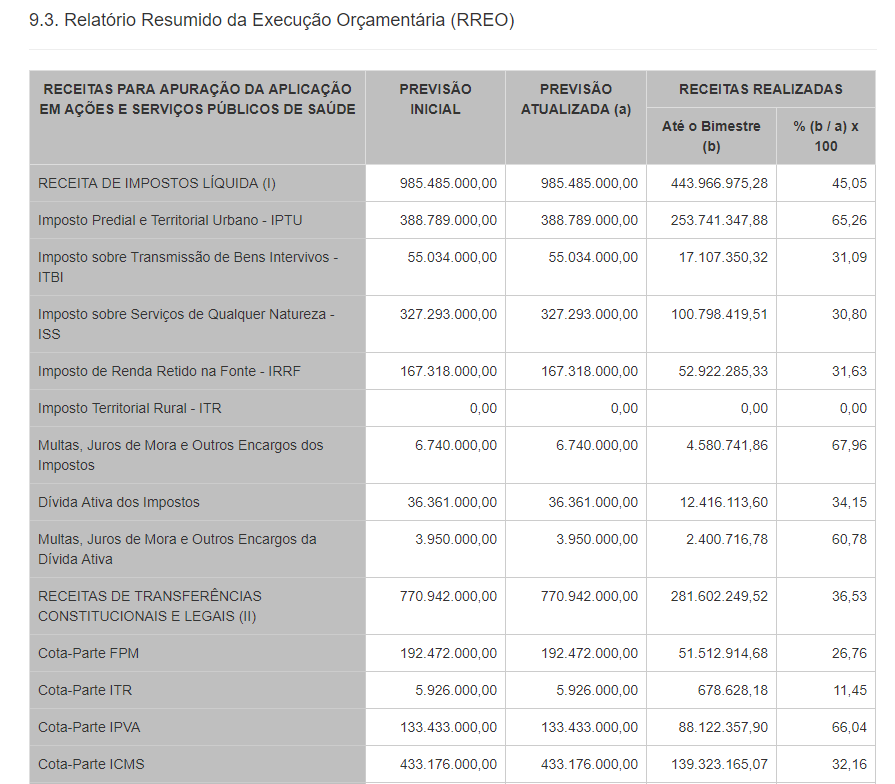 9.3. Relatório Resumido da Execução Orçamentária (RREO)
RECEITAS PARA APURAÇÃO DA APLICAÇÃO
EM AÇÕES E SERVIÇOS PÚBLICOS DE SAÚDE
PREVISÃO
INICIAL
PREVISÃO
ATUALIZADA (a)
RECEITAS REALIZADAS
Até o Bimestre
(b)
% (b / a) x
100
RECEITA DE IMPOSTOS LÍQUIDA (I) 985.485.000,00 985.485.000,00 443.966.975,28 45,05
Imposto Predial e Territorial Urbano - IPTU 388.789.000,00 388.789.000,00 253.741.347,88 65,26
Imposto sobre Transmissão de Bens Intervivos - 55.034.000,00 55.034.000,00 17.107.350,32 31,09
ITBI
Imposto sobre Serviços de Qualquer Natureza - 327.293.000,00 327.293.000,00 100.798.419,51 30,80
ISS
Imposto de Renda Retido na Fonte - IRRF 167.318.000,00 167.318.000,00 52.922.285,33 31,63
Imposto Territorial Rural - ITR 0,00 0,00 0,00 0,00
Multas, Juros de Mora e Outros Encargos dos 6.740.000,00 6.740.000,00 4.580.741,86 67,96
Impostos
Dívida Ativa dos Impostos 36.361.000,00 36.361.000,00 12.416.113,60 34,15
Multas, Juros de Mora e Outros Encargos da 3.950.000,00 3.950.000,00 2.400.716,78 60,78
Dívida Ativa
RECEITAS DE TRANSFERÊNCIAS 770.942.000,00 770.942.000,00 281.602.249,52 36,53
CONSTITUCIONAIS E LEGAIS (II)
Cota-Parte FPM 192.472.000,00 192.472.000,00 51.512.914,68 26,76
Cota-Parte ITR 5.926.000,00 5.926.000,00 678.628,18 11,45
Cota-Parte IPVA 133.433.000,00 133.433.000,00 88.122.357,90 66,04
Cota-Parte ICMS 433.176.000,00 433.176.000,00 139.323.165,07 32,16